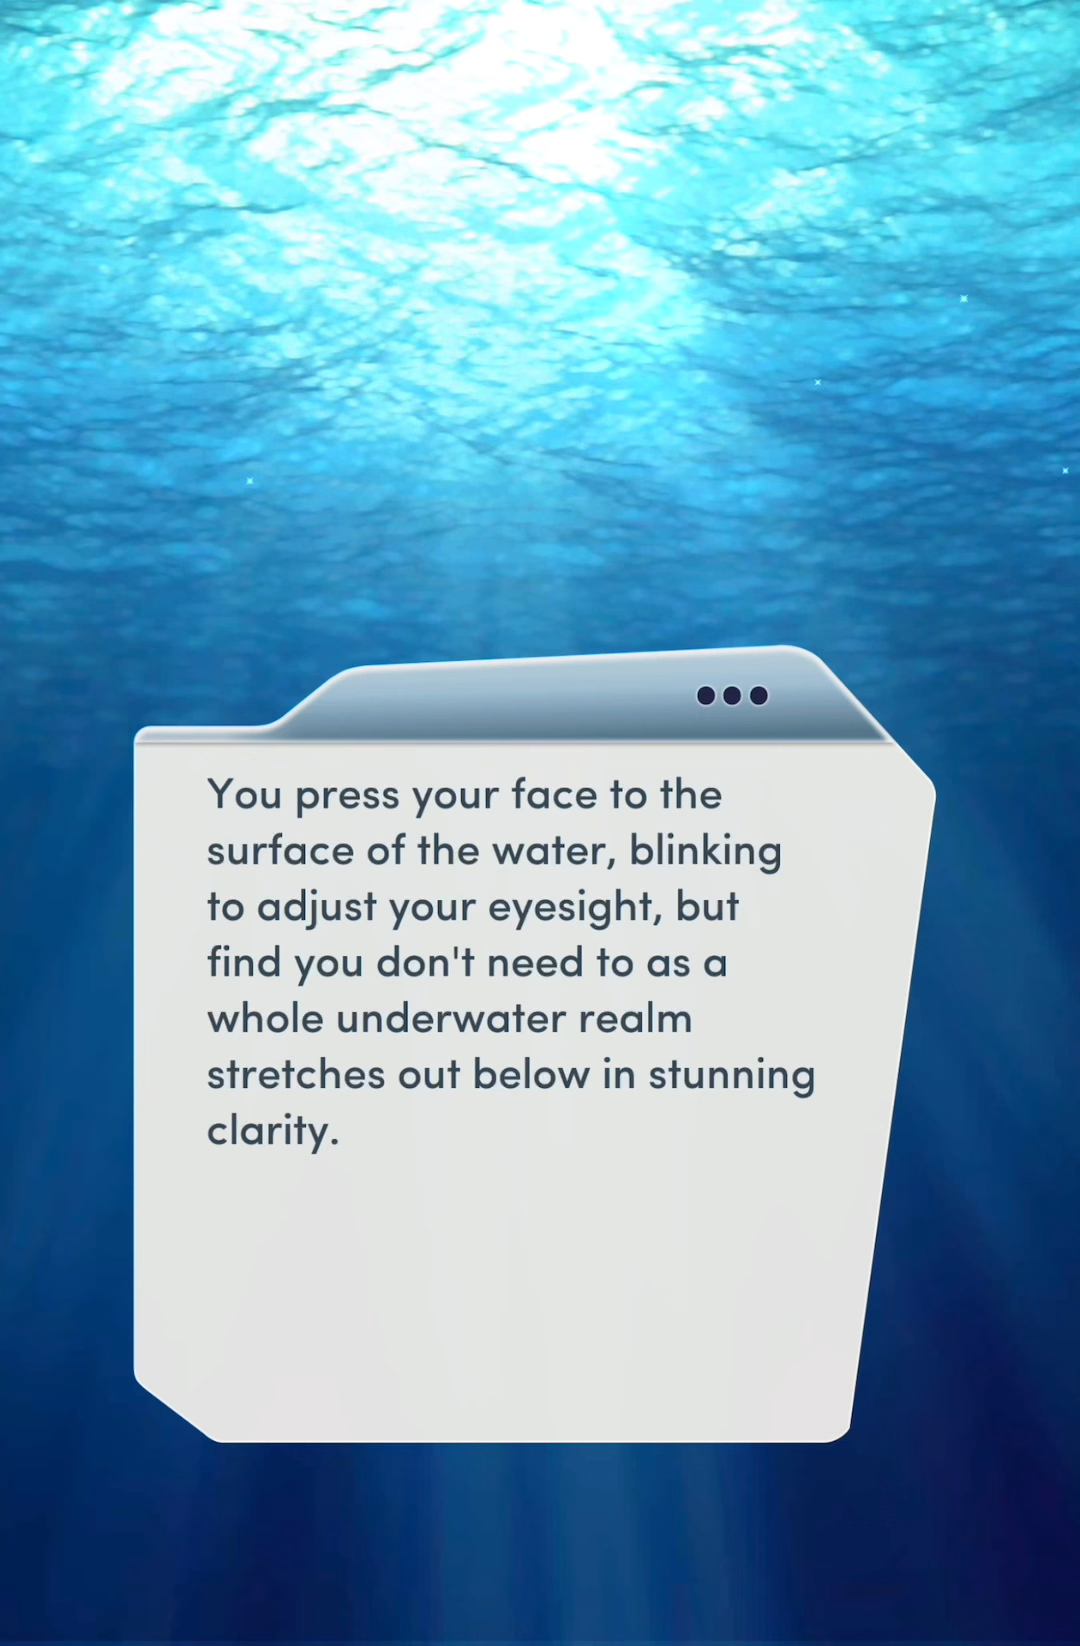 You press your face to the
surface of the water, blinking
to adjust your eyesight, but
find you don't need to as a
whole underwater realm
stretches out below in stunning
clarity.